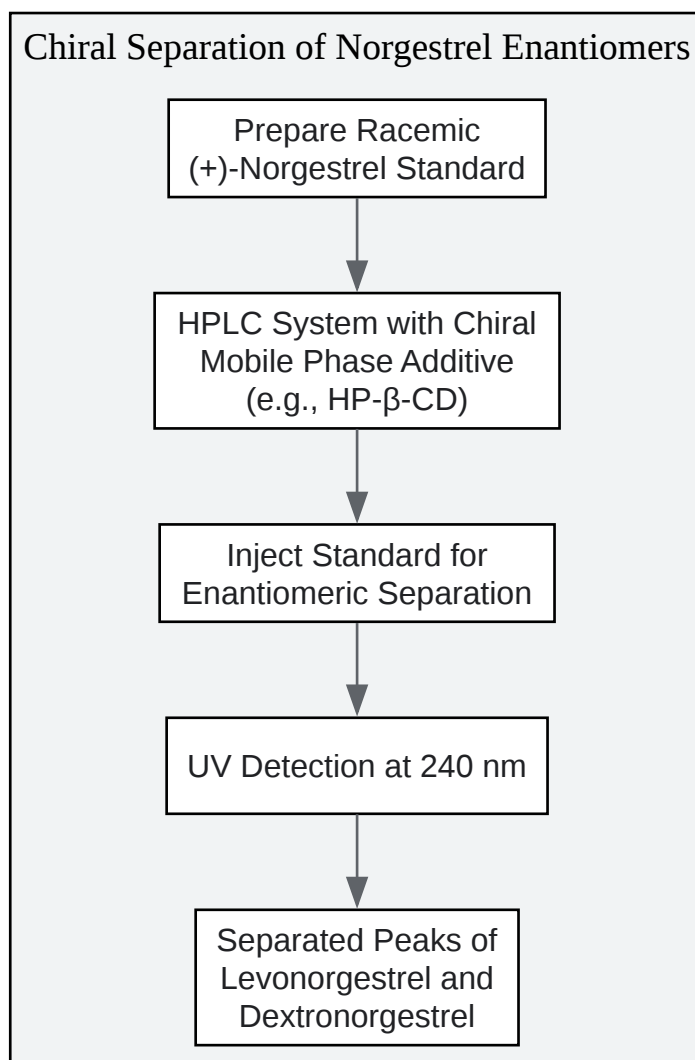 Chiral Separation of Norgestrel Enantiomers
Prepare Racemic
(+)-Norgestrel Standard
HPLC System with Chiral
Mobile Phase Additive
(e.g., HP-β-CD)
Inject Standard for
Enantiomeric Separation
UV Detection at 240 nm
Separated Peaks of
Levonorgestrel and
Dextronorgestrel